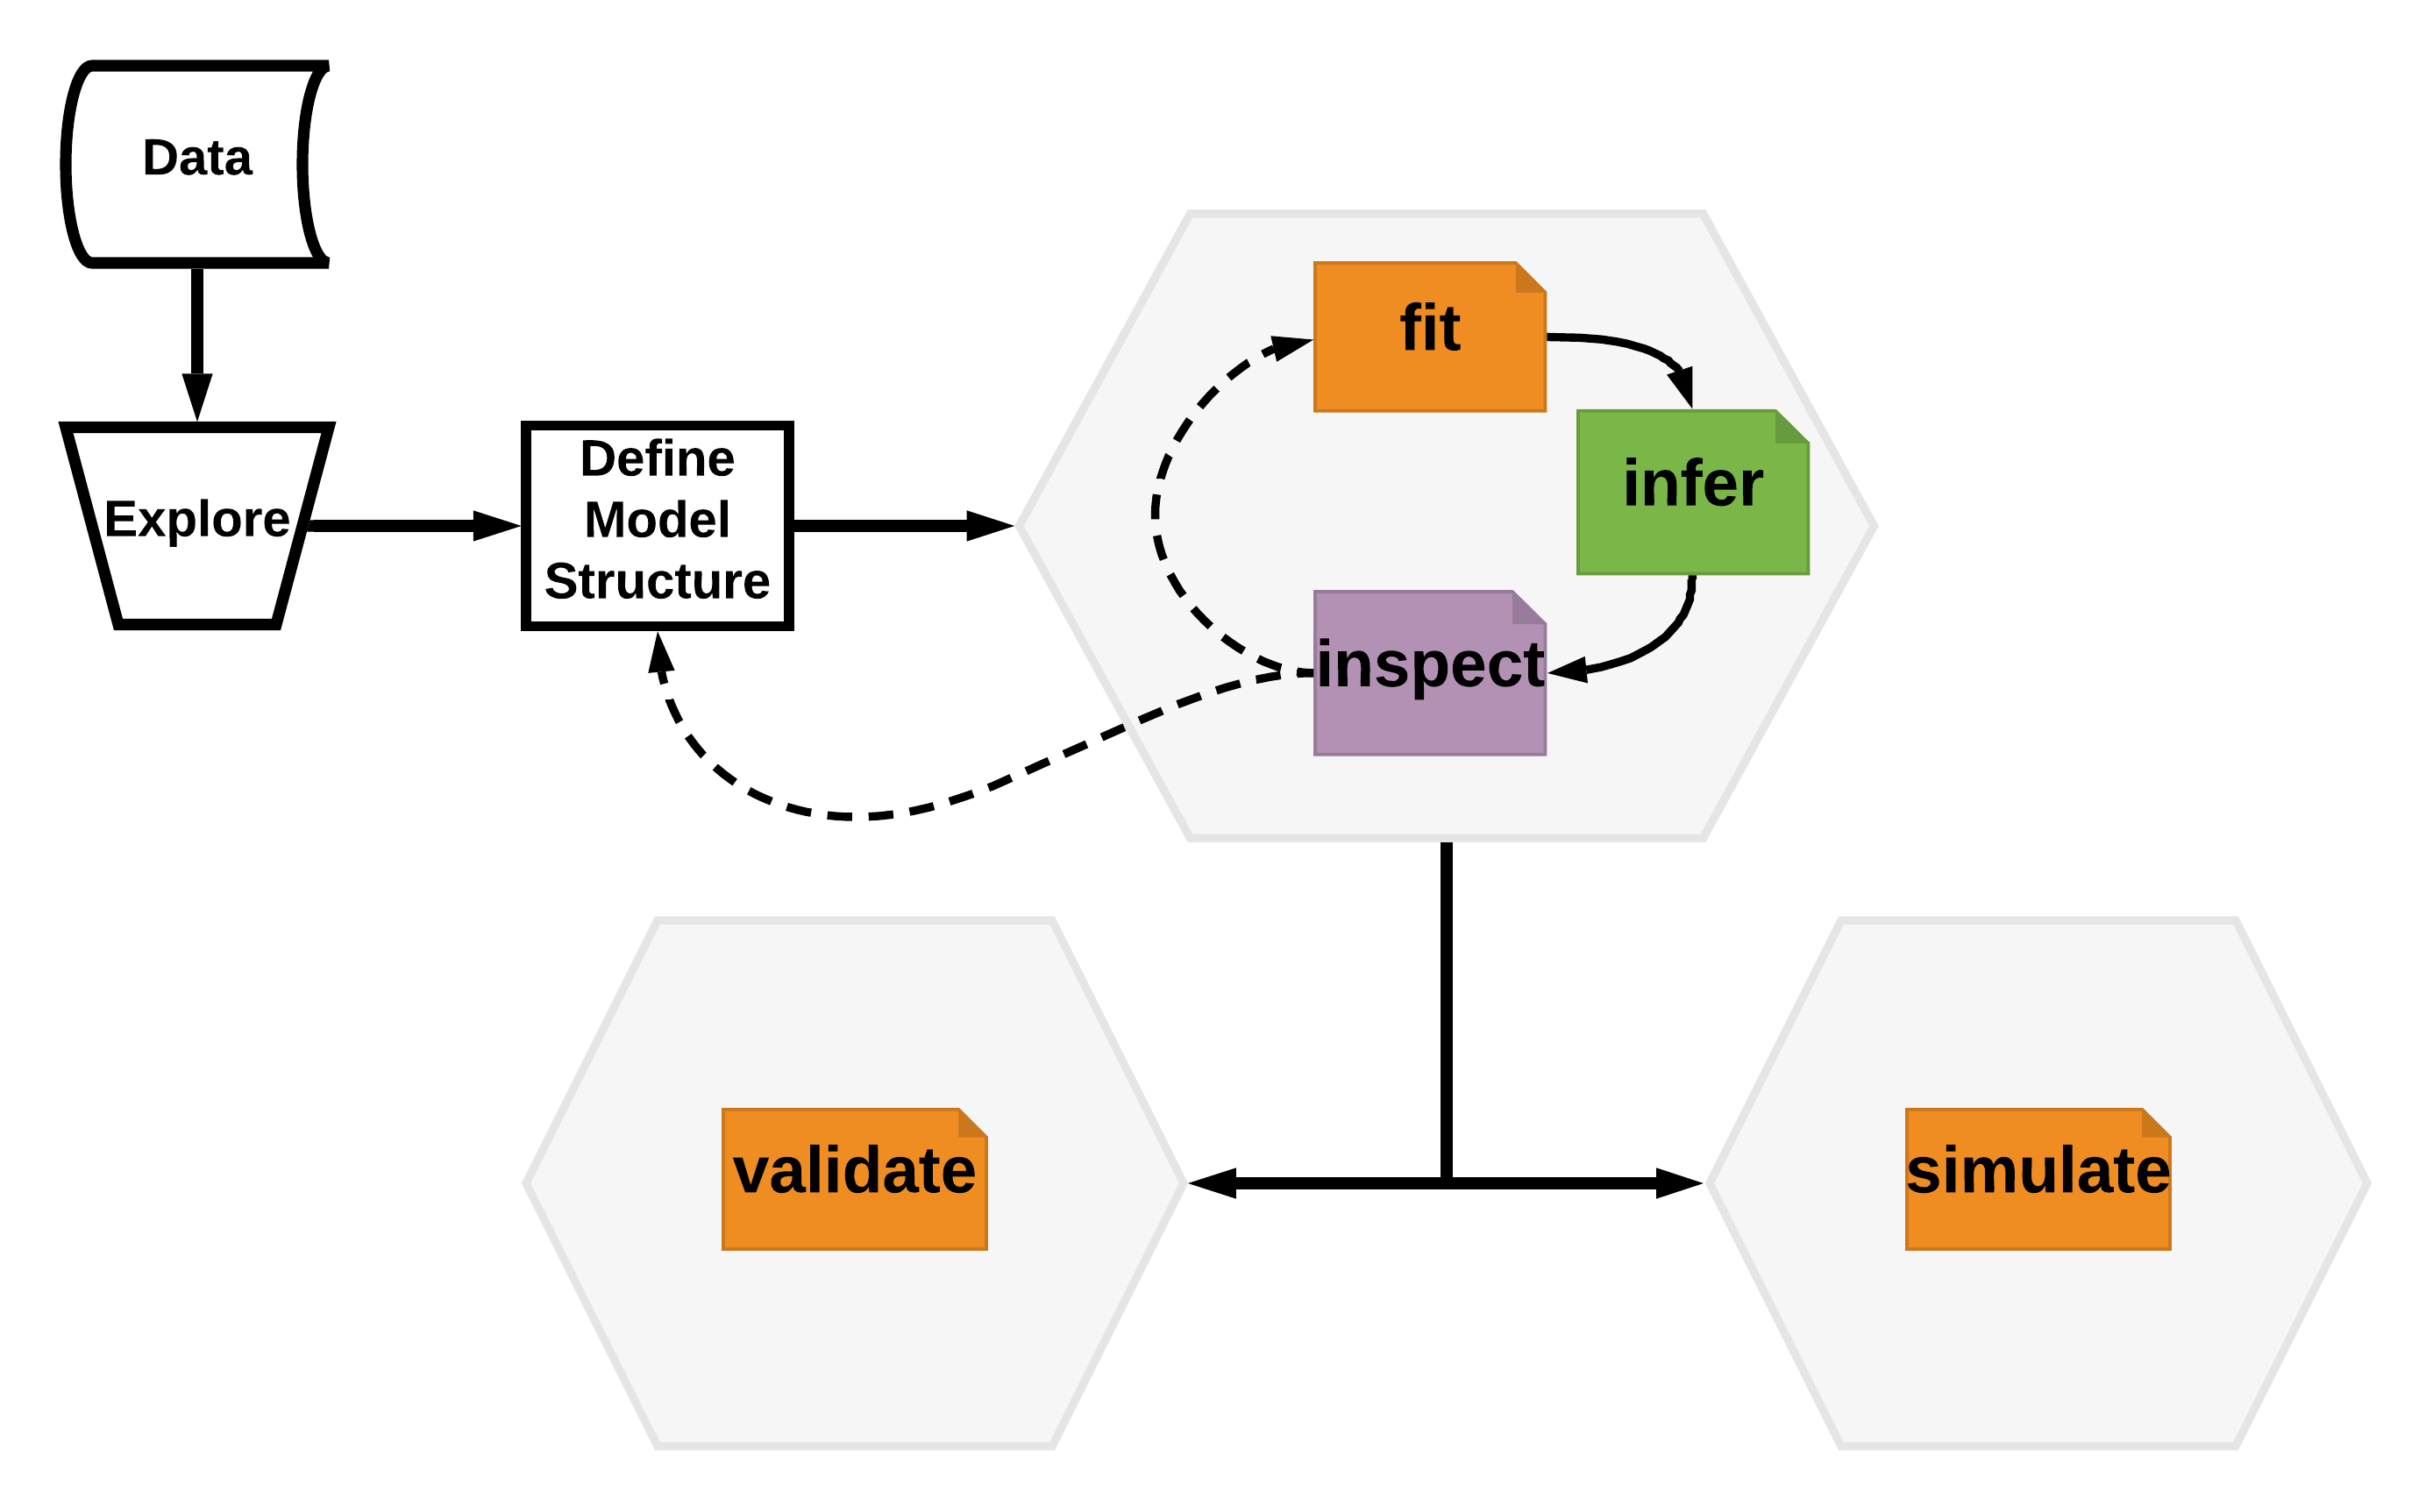 Data
Explore
Define
Model
Structure
fit
infer
inspect
validate
simulate